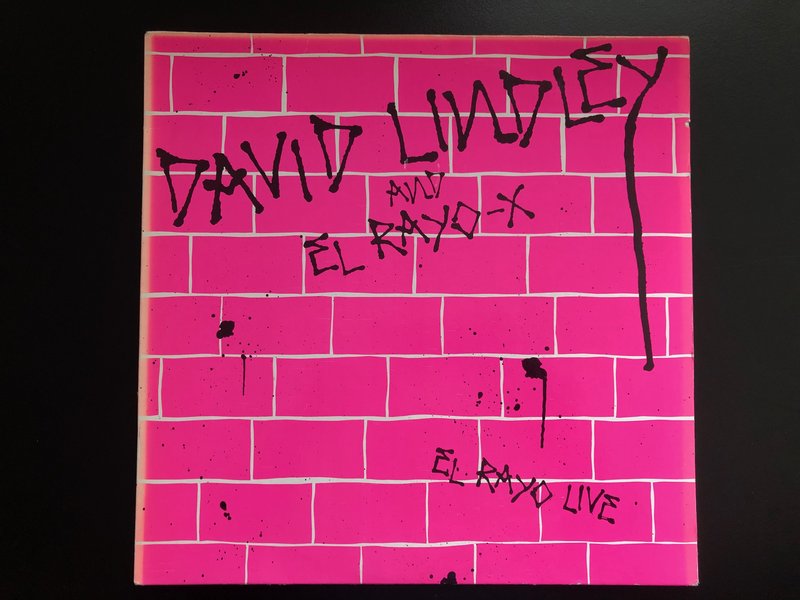 DAVID LINDLEY
AND
EL RAYO-X
EL RAYO LIVE